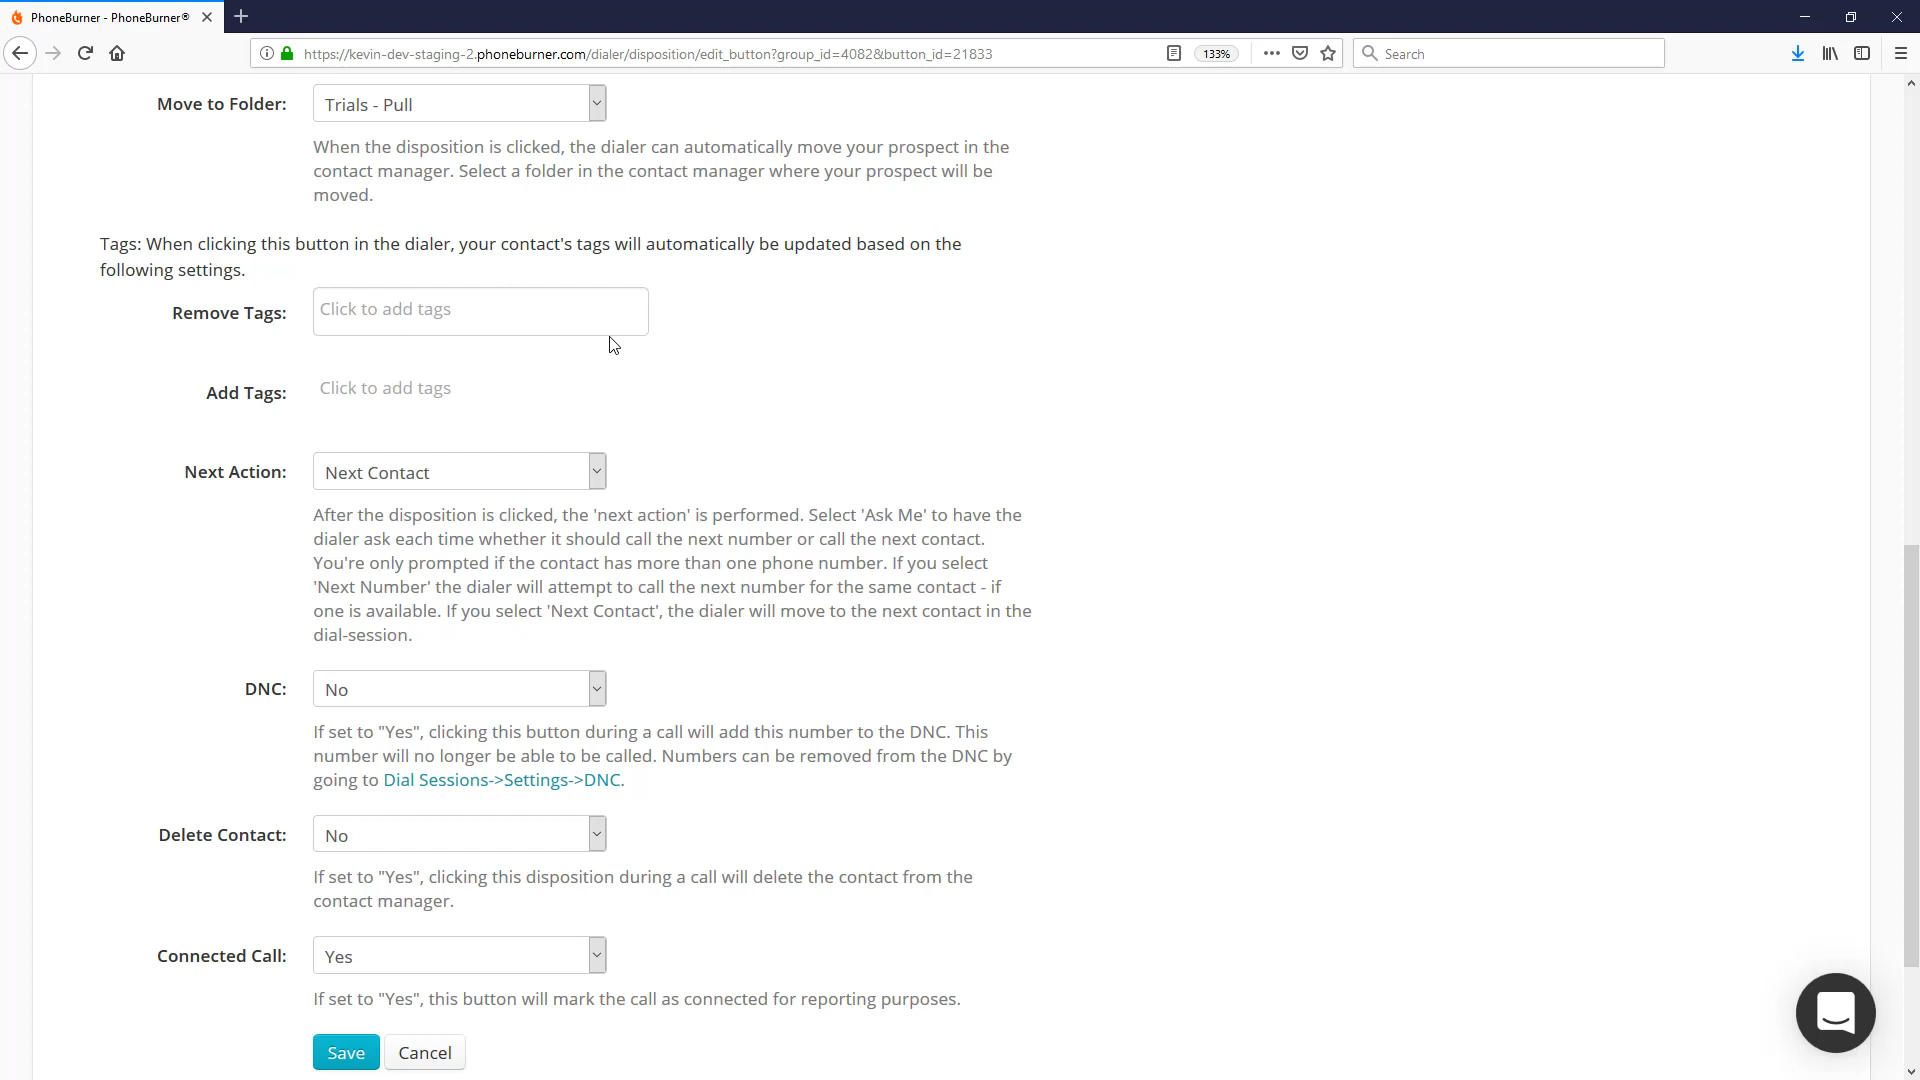 PhoneBurner - PhoneBurner®
https://kevin-dev-staging-2.phoneburner.com/dialer/disposition/edit_button?group_id=4082&button_id=21833
133%
Search
Move to Folder:
Trials - Pull
When the disposition is clicked, the dialer can automatically move your prospect in the
contact manager. Select a folder in the contact manager where your prospect will be
moved.
Tags: When clicking this button in the dialer, your contact's tags will automatically be updated based on the
following settings.
Remove Tags:
Click to add tags
Add Tags:
Click to add tags
Next Action:
Next Contact
After the disposition is clicked, the 'next action' is performed. Select 'Ask Me' to have the
dialer ask each time whether it should call the next number or call the next contact.
You're only prompted if the contact has more than one phone number. If you select
'Next Number' the dialer will attempt to call the next number for the same contact - if
one is available. If you select 'Next Contact', the dialer will move to the next contact in the
dial-session.
DNC:
No
If set to "Yes", clicking this button during a call will add this number to the DNC. This
number will no longer be able to be called. Numbers can be removed from the DNC by
going to Dial Sessions->Settings->DNC.
Delete Contact:
No
If set to "Yes", clicking this disposition during a call will delete the contact from the
contact manager.
Connected Call:
Yes
If set to "Yes", this button will mark the call as connected for reporting purposes.
Save
Cancel